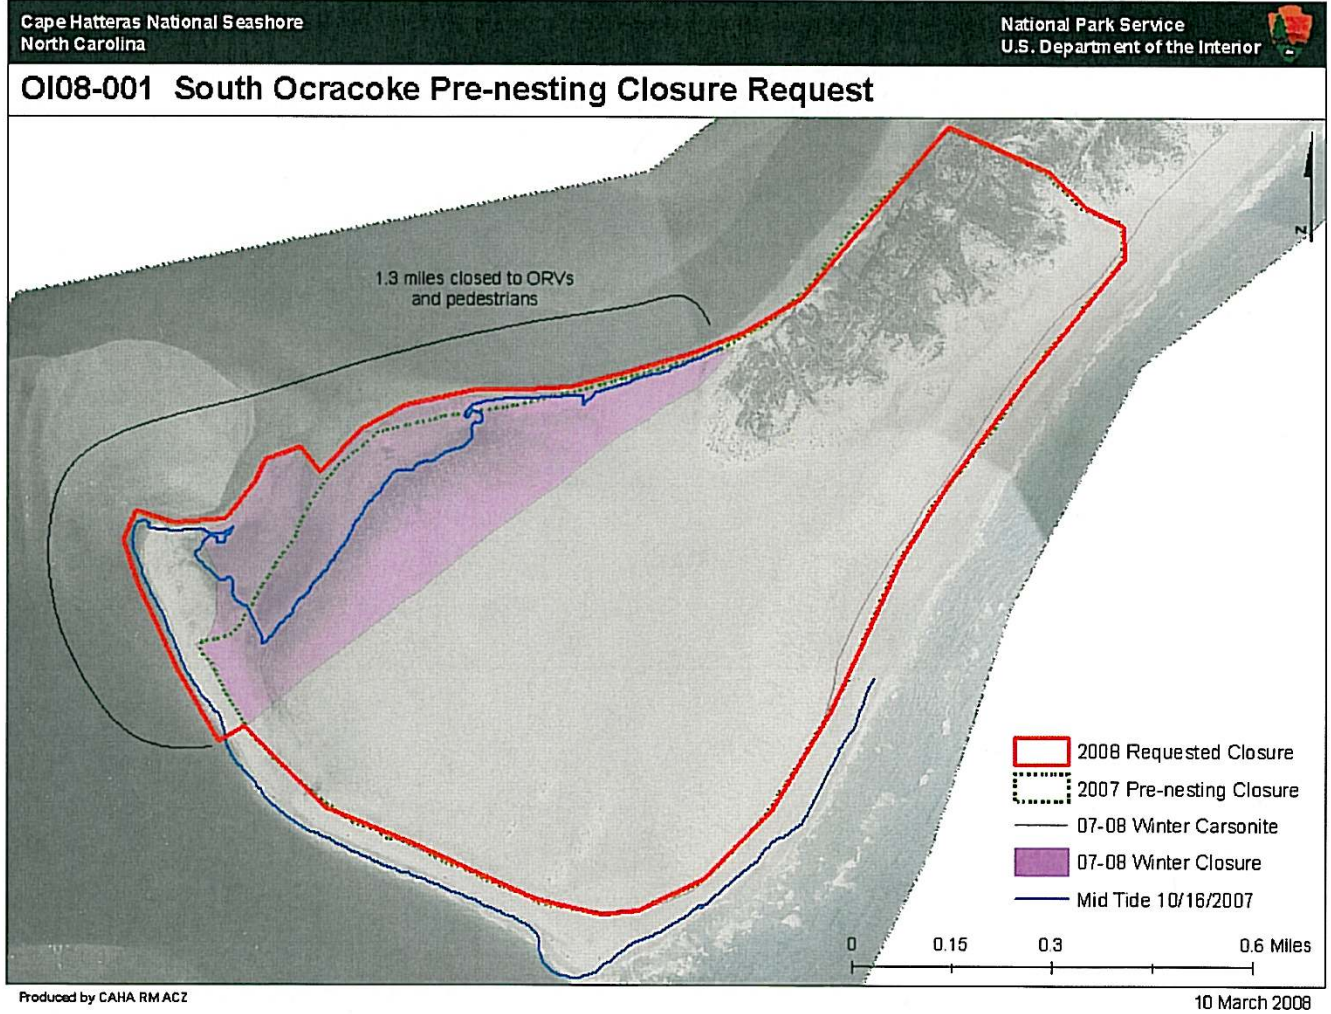 Cape Hatteras National Seashore
North Carolina
National Park Service
U.S. Department of the Interior
OI08-001 South Ocracoke Pre-nesting Closure Request
1.3 miles closed to ORVs
and pedestrians
N
2008 Requested Closure
2007 Pre-nesting Closure
07-08 Winter Carsonite
07-08 Winter Closure
Mid Tide 10/16/2007
0 0.15 0.3 0.6 Miles
Produced by CAHA RM ACZ
10 March 2008